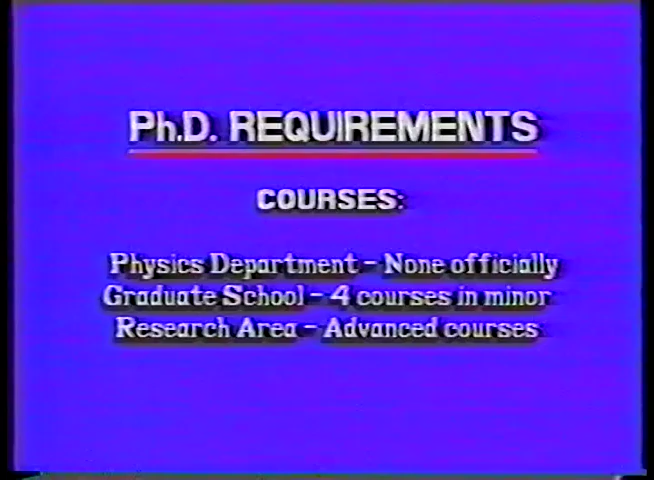 Ph.D. REQUIREMENTS
COURSES:
Physics Department - None officially
Graduate School - 4 courses in minor
Research Area - Advanced courses